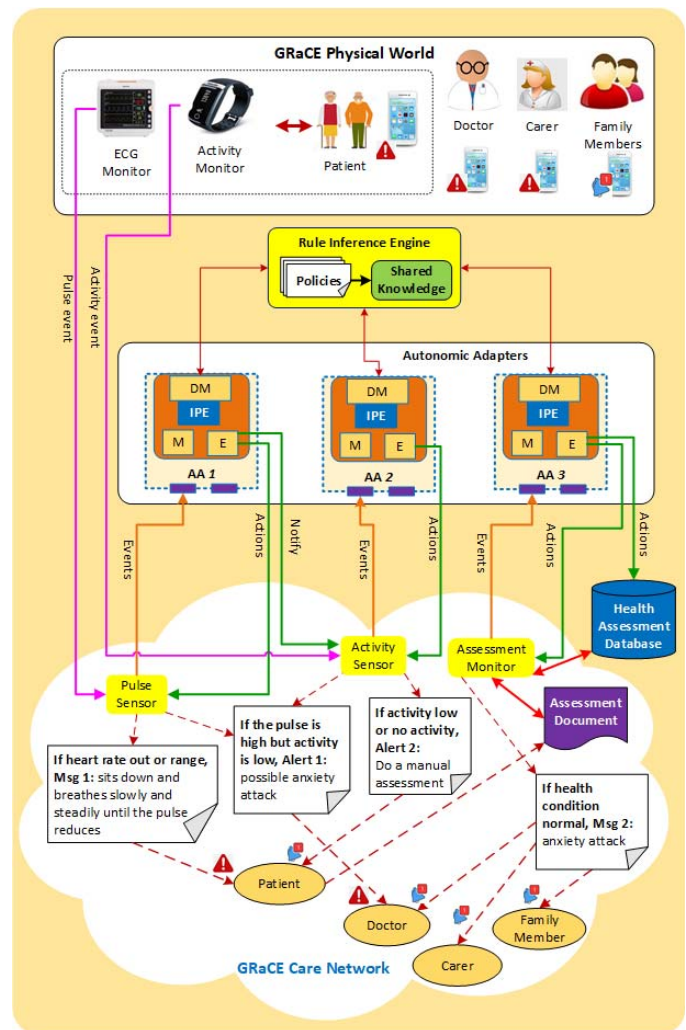 GRaCE Physical World
ECG
Monitor
Activity
Monitor
Patient
Doctor
Carer
Family
Members
Pulse event
Activity event
Rule Inference Engine
Policies
Shared
Knowledge
Autonomic Adapters
DM
IPE
M
E
AA 1
DM
IPE
M
E
AA 2
DM
IPE
M
E
AA 3
Events
Actions
Notify
Events
Actions
Events
Actions
Actions
Health
Assessment
Database
Activity
Sensor
Assessment
Monitor
Pulse
Sensor
Assessment
Document
If heart rate out or range,
Msg 1: sits down and
breathes slowly and
steadily until the pulse
reduces
If the pulse is
high but activity
is low, Alert 1:
possible anxiety
attack
If activity low
or no activity,
Alert 2:
Do a manual
assessment
If health
condition
normal, Msg 2:
anxiety attack
Patient
Doctor
Carer
Family
Member
GRaCE Care Network